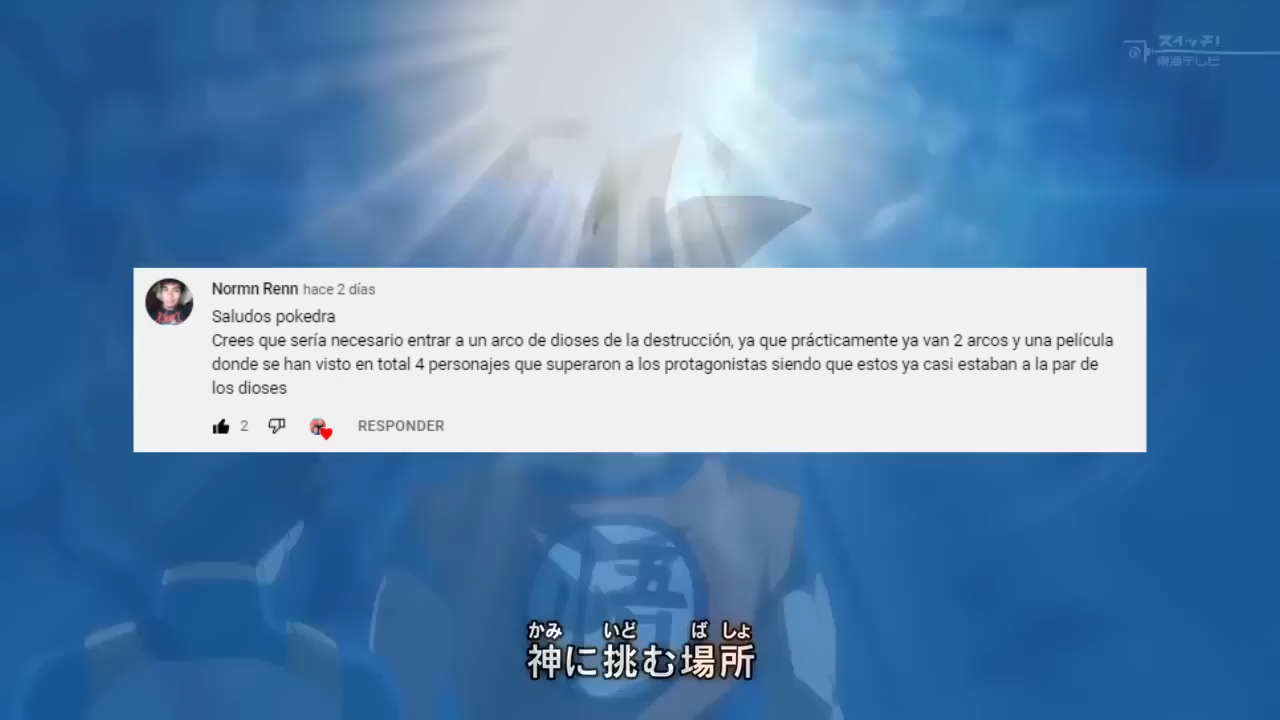 スイッチ!
東海テレビ
Normn Renn hace 2 días
Saludos pokedra
Crees que sería necesario entrar a un arco de dioses de la destrucción, ya que prácticamente ya van 2 arcos y una película
donde se han visto en total 4 personajes que superaron a los protagonistas siendo que estos ya casi estaban a la par de
los dioses
2 RESPONDER
悟
かみ いど ば しょ
神に挑む場所